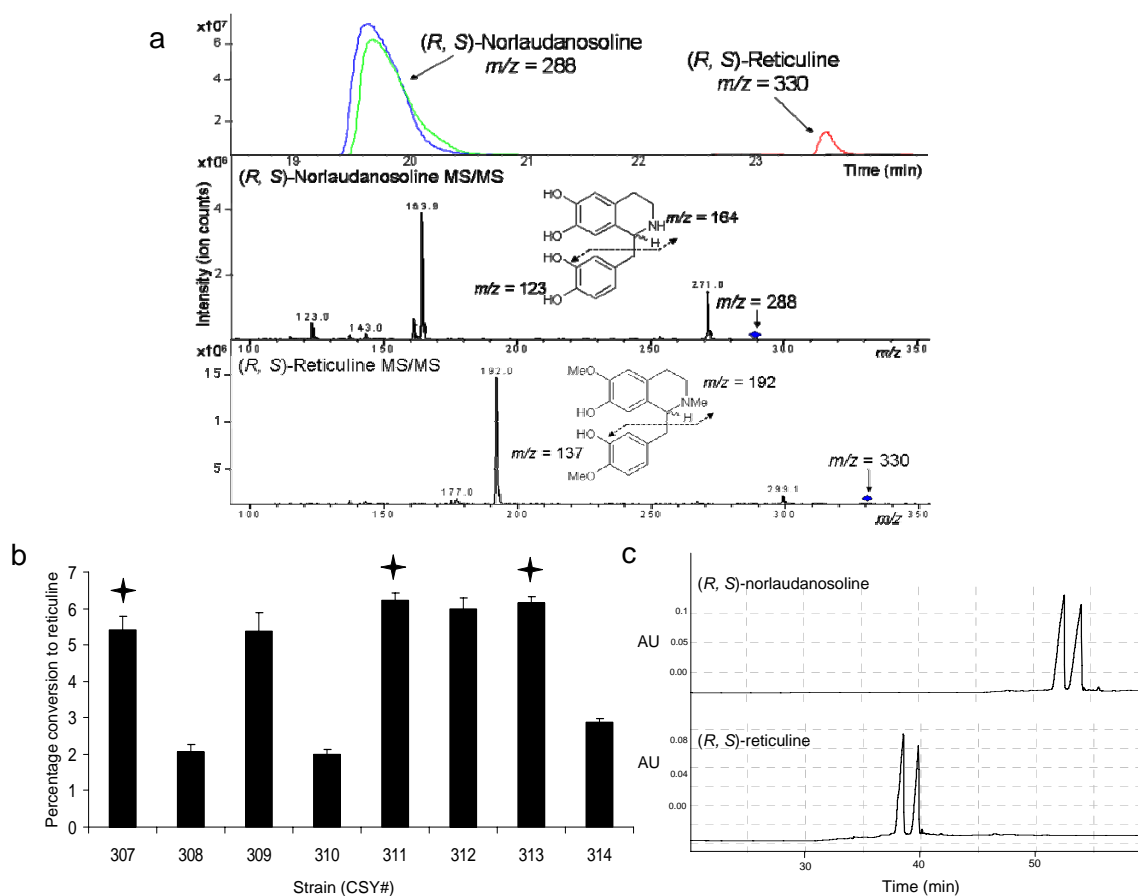 a
x10⁷
6
4
2
(R, S)-Norlaudanosoline
m/z = 288
(R, S)-Reticuline
m/z = 330
19
20
21
22
23
Time (min)
x10⁶
(R, S)-Norlaudanosoline MS/MS
Intensity (ion counts)
4
2
163.9
123.0
143.0
271.0
m/z = 123
m/z = 164
m/z = 288
HO
HO
NH
H
HO
HO
100
150
200
250
300
350
m/z
x10⁶
(R, S)-Reticuline MS/MS
15
10
5
192.0
177.0
299.1
m/z = 137
m/z = 192
m/z = 330
MeO
HO
NMe
H
HO
MeO
100
150
200
250
300
350
m/z
b
Percentage conversion to reticuline
7
6
5
4
3
2
1
0
307
308
309
310
311
312
313
314
Strain (CSY#)
c
(R, S)-norlaudanosoline
AU
0.1
0.05
0.00
(R, S)-reticuline
AU
0.08
0.04
0.00
30
40
50
Time (min)